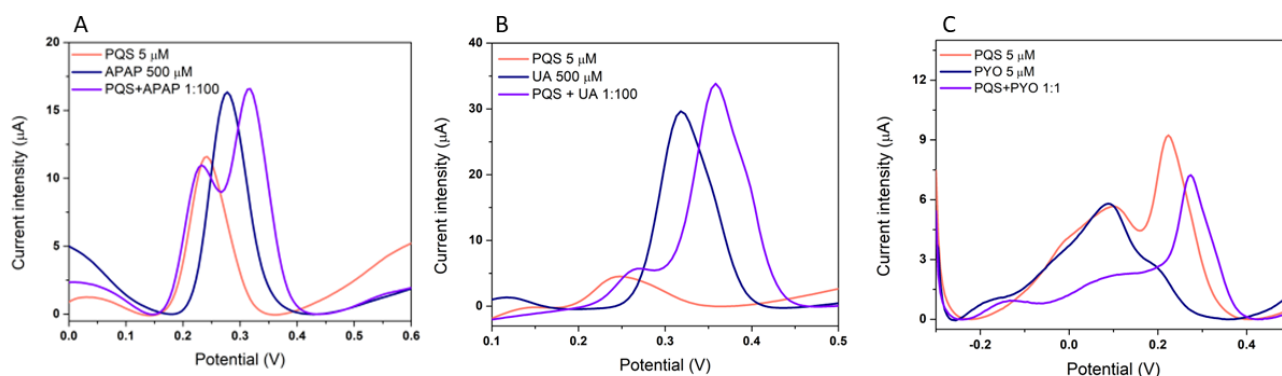 A
20
15
10
5
0
Current intensity (μA)
PQS 5 μM
APAP 500 μM
PQS+APAP 1:100
0.0 0.1 0.2 0.3 0.4 0.5 0.6
Potential (V)
B
40
30
20
10
0
Current intensity (μA)
PQS 5 μM
UA 500 μM
PQS + UA 1:100
0.1 0.2 0.3 0.4 0.5
Potential (V)
C
12
9
6
3
0
Current intensity (μA)
PQS 5 μM
PYO 5 μM
PQS+PYO 1:1
-0.2 0.0 0.2 0.4
Potential (V)